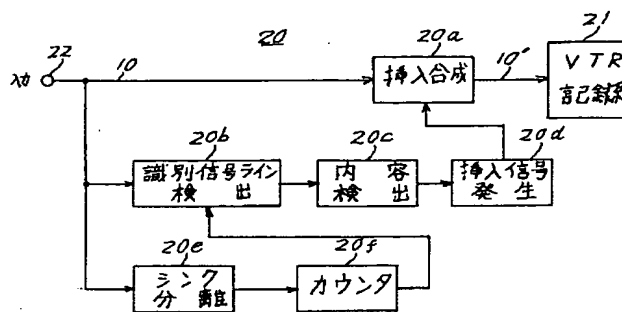 20
20a
21
入力
22
10
挿入合成
10'
VTR
記録系
20b
20c
20d
識別信号ライン
検出
内容
検出
挿入信号
発生
20e
20f
シンク
分離
カウンタ